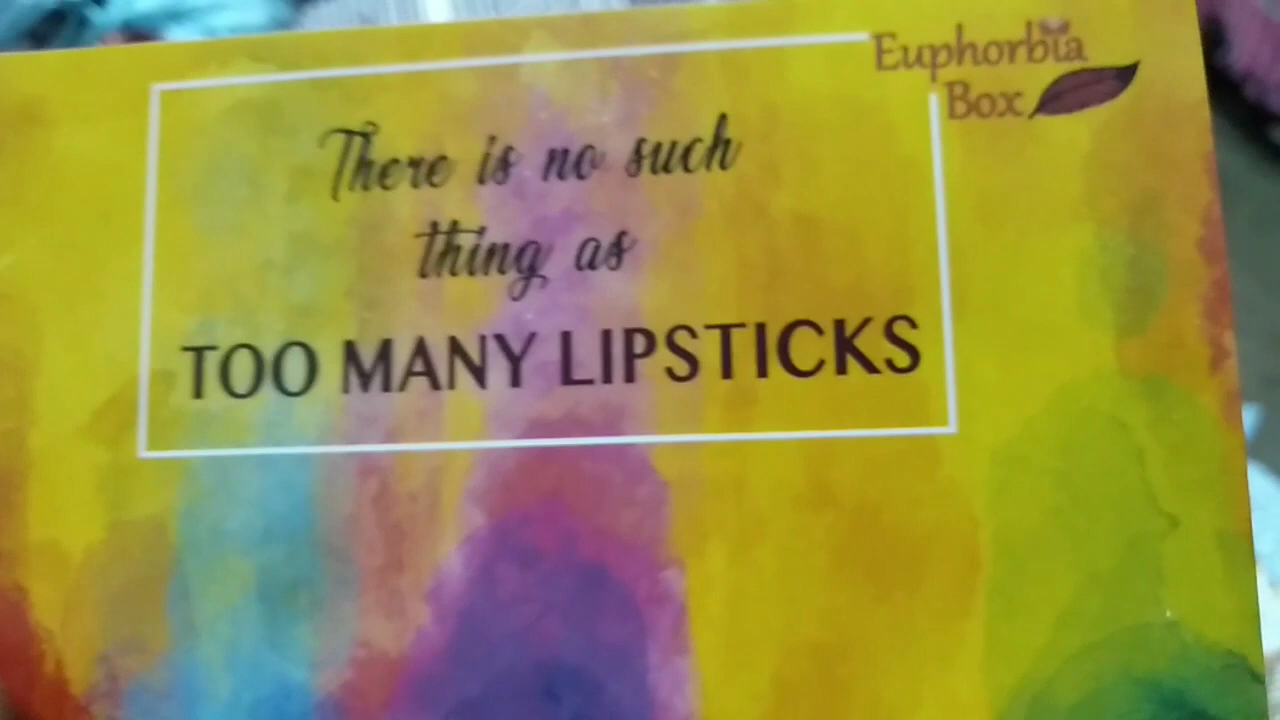 Euphorbia
Box
There is no such
thing as
TOO MANY LIPSTICKS